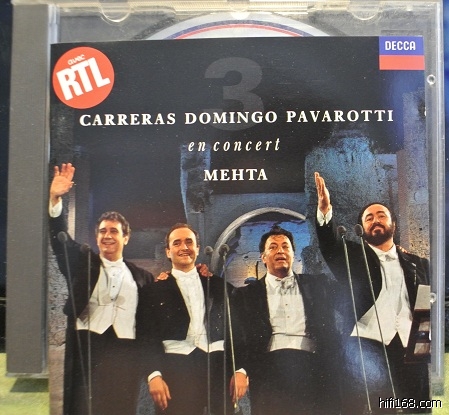 avec
RTL
DECCA
3
CARRERAS DOMINGO PAVAROTTI
en concert
MEHTA
hifi168.com